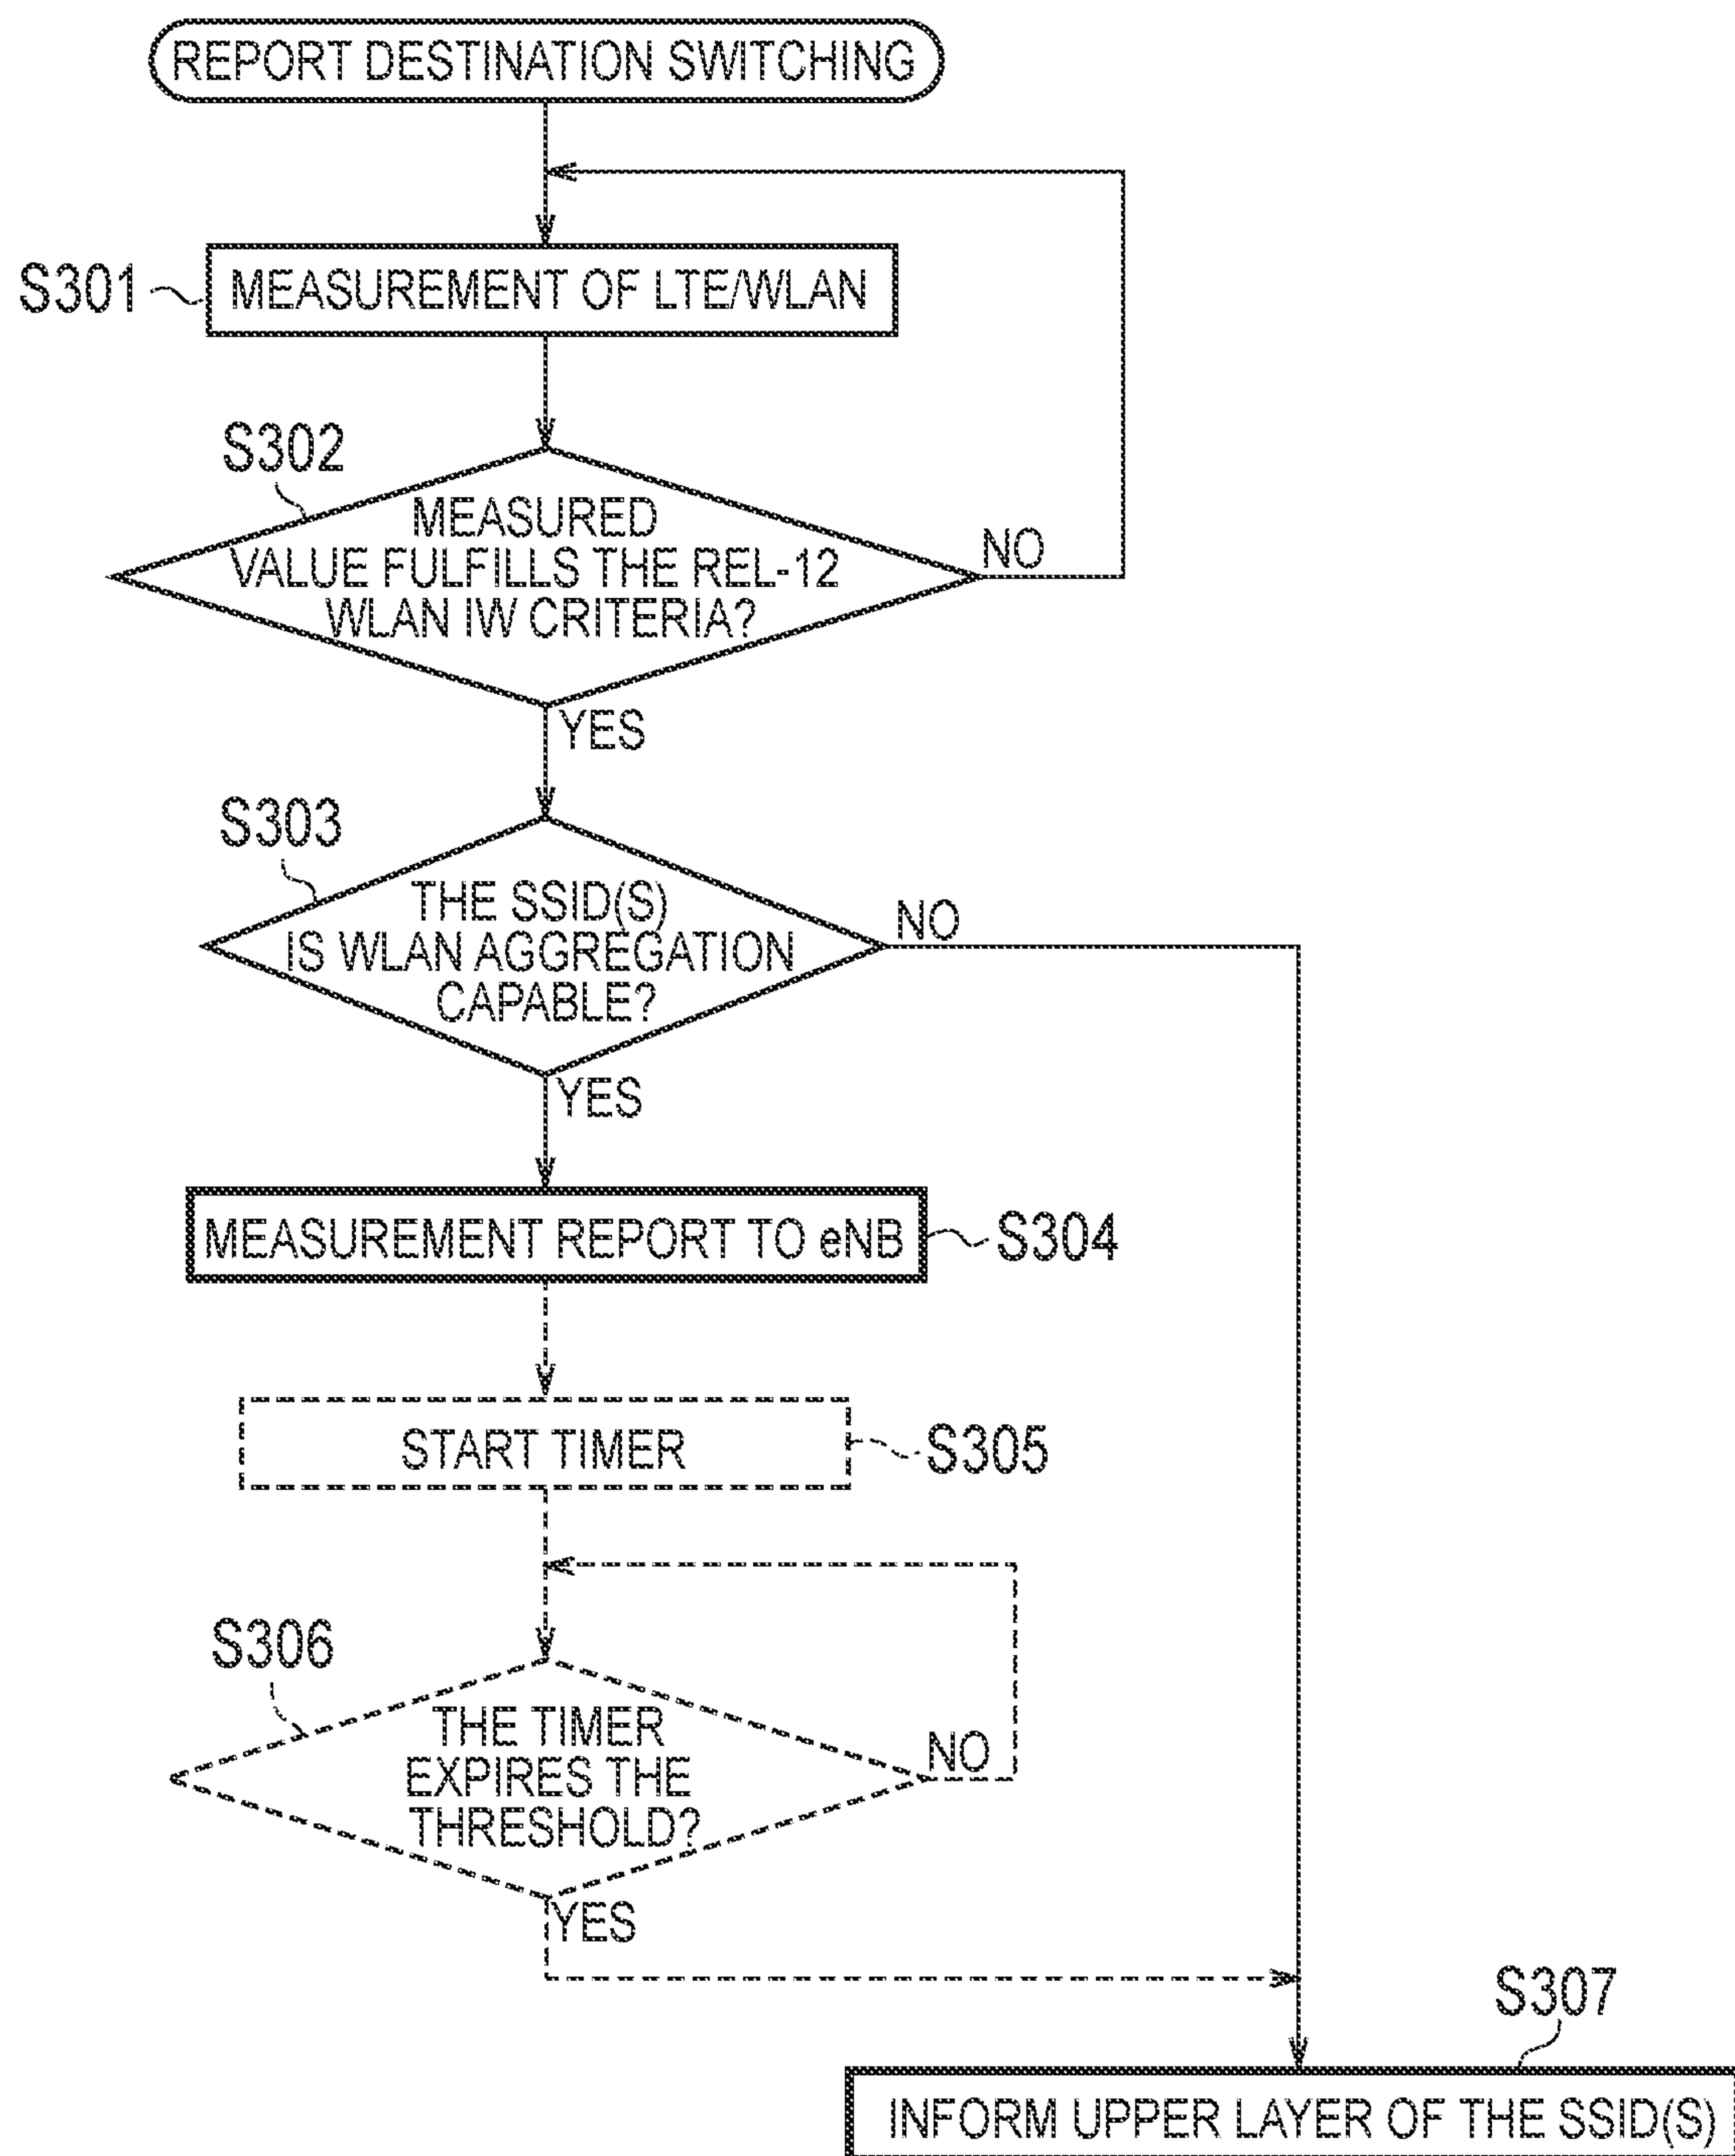 REPORT DESTINATION SWITCHING
S301
MEASUREMENT OF LTE/WLAN
S302
MEASURED
VALUE FULFILLS THE REL-12
WLAN IW CRITERIA?
NO
YES
S303
THE SSID(S)
IS WLAN AGGREGATION
CAPABLE?
NO
YES
MEASUREMENT REPORT TO eNB
S304
START TIMER
S305
S306
THE TIMER
EXPIRES THE
THRESHOLD?
NO
YES
S307
INFORM UPPER LAYER OF THE SSID(S)